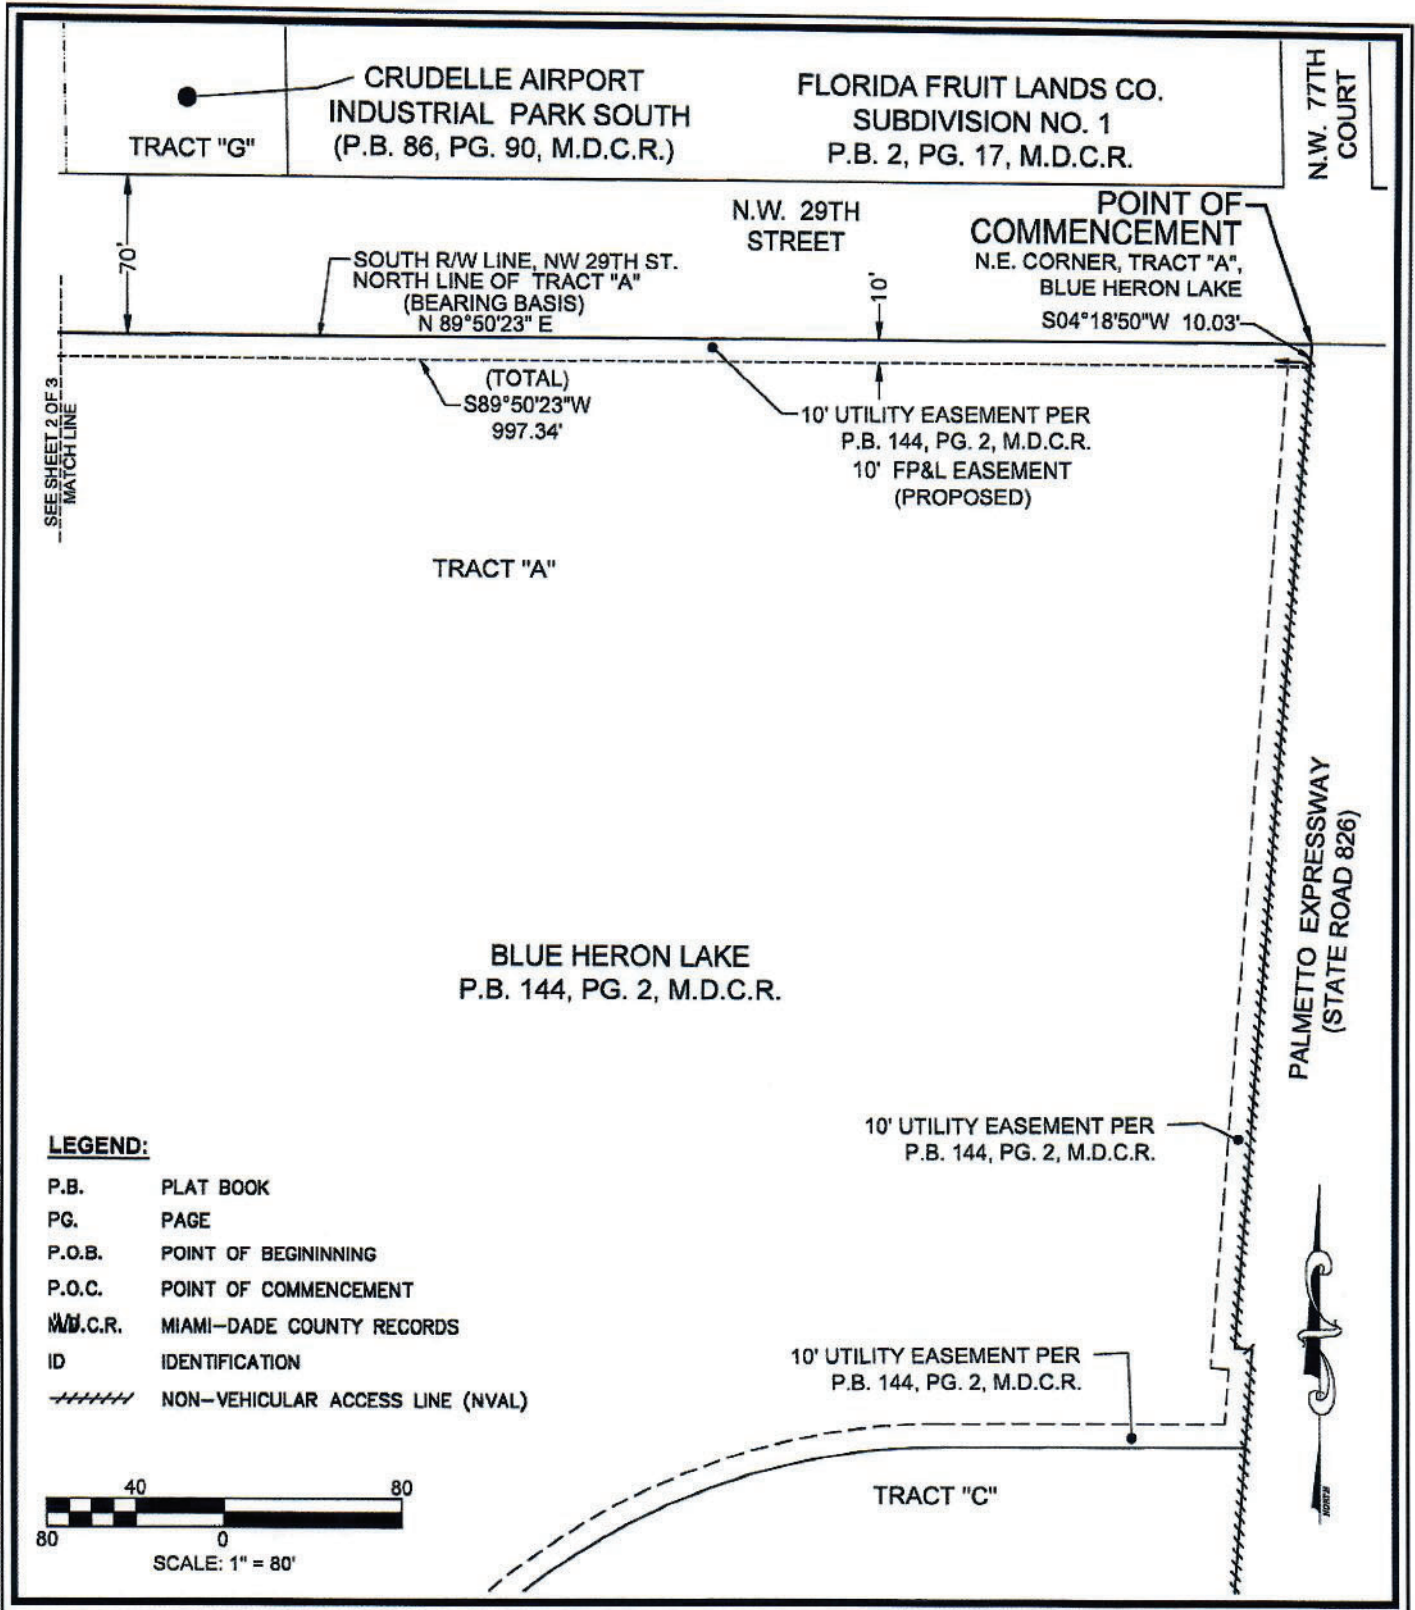 CRUDELLE AIRPORT
INDUSTRIAL PARK SOUTH
(P.B. 86, PG. 90, M.D.C.R.)
TRACT "G"
FLORIDA FRUIT LANDS CO.
SUBDIVISION NO. 1
P.B. 2, PG. 17, M.D.C.R.
N.W. 77TH
COURT
N.W. 29TH
STREET
POINT OF
COMMENCEMENT
N.E. CORNER, TRACT "A",
BLUE HERON LAKE
S04°18'50"W 10.03'
70'
SOUTH R/W LINE, NW 29TH ST.
NORTH LINE OF TRACT "A"
(BEARING BASIS)
N 89°50'23" E
10'
(TOTAL)
S89°50'23"W
997.34'
SEE SHEET 2 OF 3
MATCH LINE
10' UTILITY EASEMENT PER
P.B. 144, PG. 2, M.D.C.R.
10' FP&L EASEMENT
(PROPOSED)
TRACT "A"
PALMETTO EXPRESSWAY
(STATE ROAD 826)
BLUE HERON LAKE
P.B. 144, PG. 2, M.D.C.R.
10' UTILITY EASEMENT PER
P.B. 144, PG. 2, M.D.C.R.
LEGEND:
P.B. PLAT BOOK
PG. PAGE
P.O.B. POINT OF BEGININNING
P.O.C. POINT OF COMMENCEMENT
M.D.C.R. MIAMI-DADE COUNTY RECORDS
ID IDENTIFICATION
NON-VEHICULAR ACCESS LINE (NVAL)
10' UTILITY EASEMENT PER
P.B. 144, PG. 2, M.D.C.R.
TRACT "C"
NORTH
40 80
80 0
SCALE: 1" = 80'